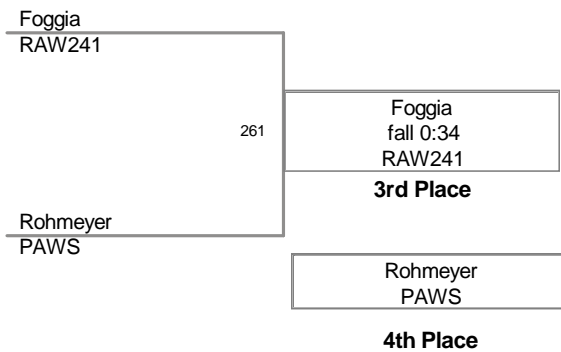 Foggia
RAW241
261
Foggia
fall 0:34
RAW241
3rd Place
Rohmeyer
PAWS
Rohmeyer
PAWS
4th Place